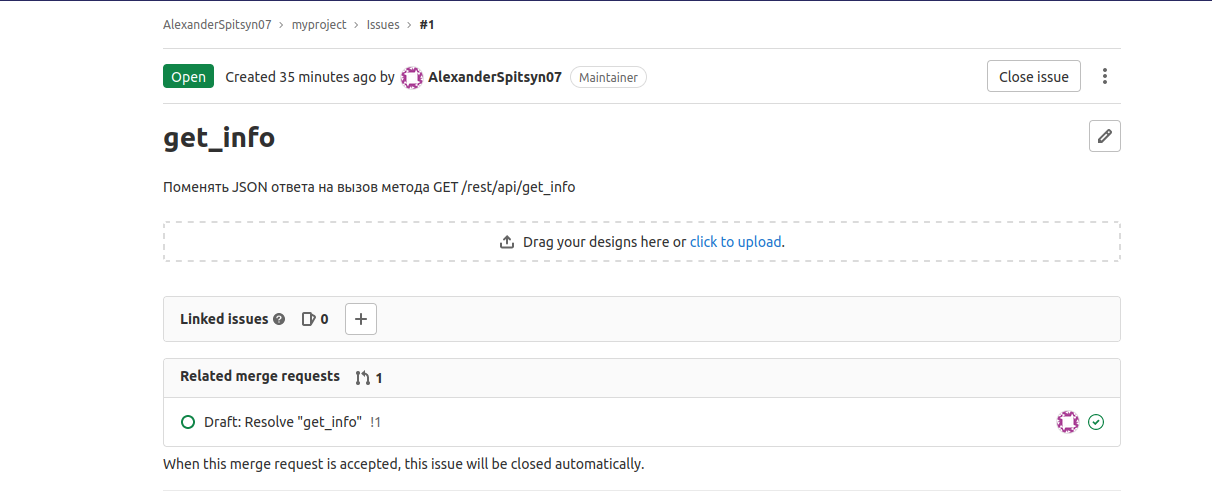 AlexanderSpitsyn07 › myproject › Issues › #1
Open Created 35 minutes ago by AlexanderSpitsyn07 Maintainer Close issue
get_info
Поменять JSON ответа на вызов метода GET /rest/api/get_info
Drag your designs here or click to upload.
Linked issues 0
Related merge requests 1
Draft: Resolve "get_info" !1
When this merge request is accepted, this issue will be closed automatically.